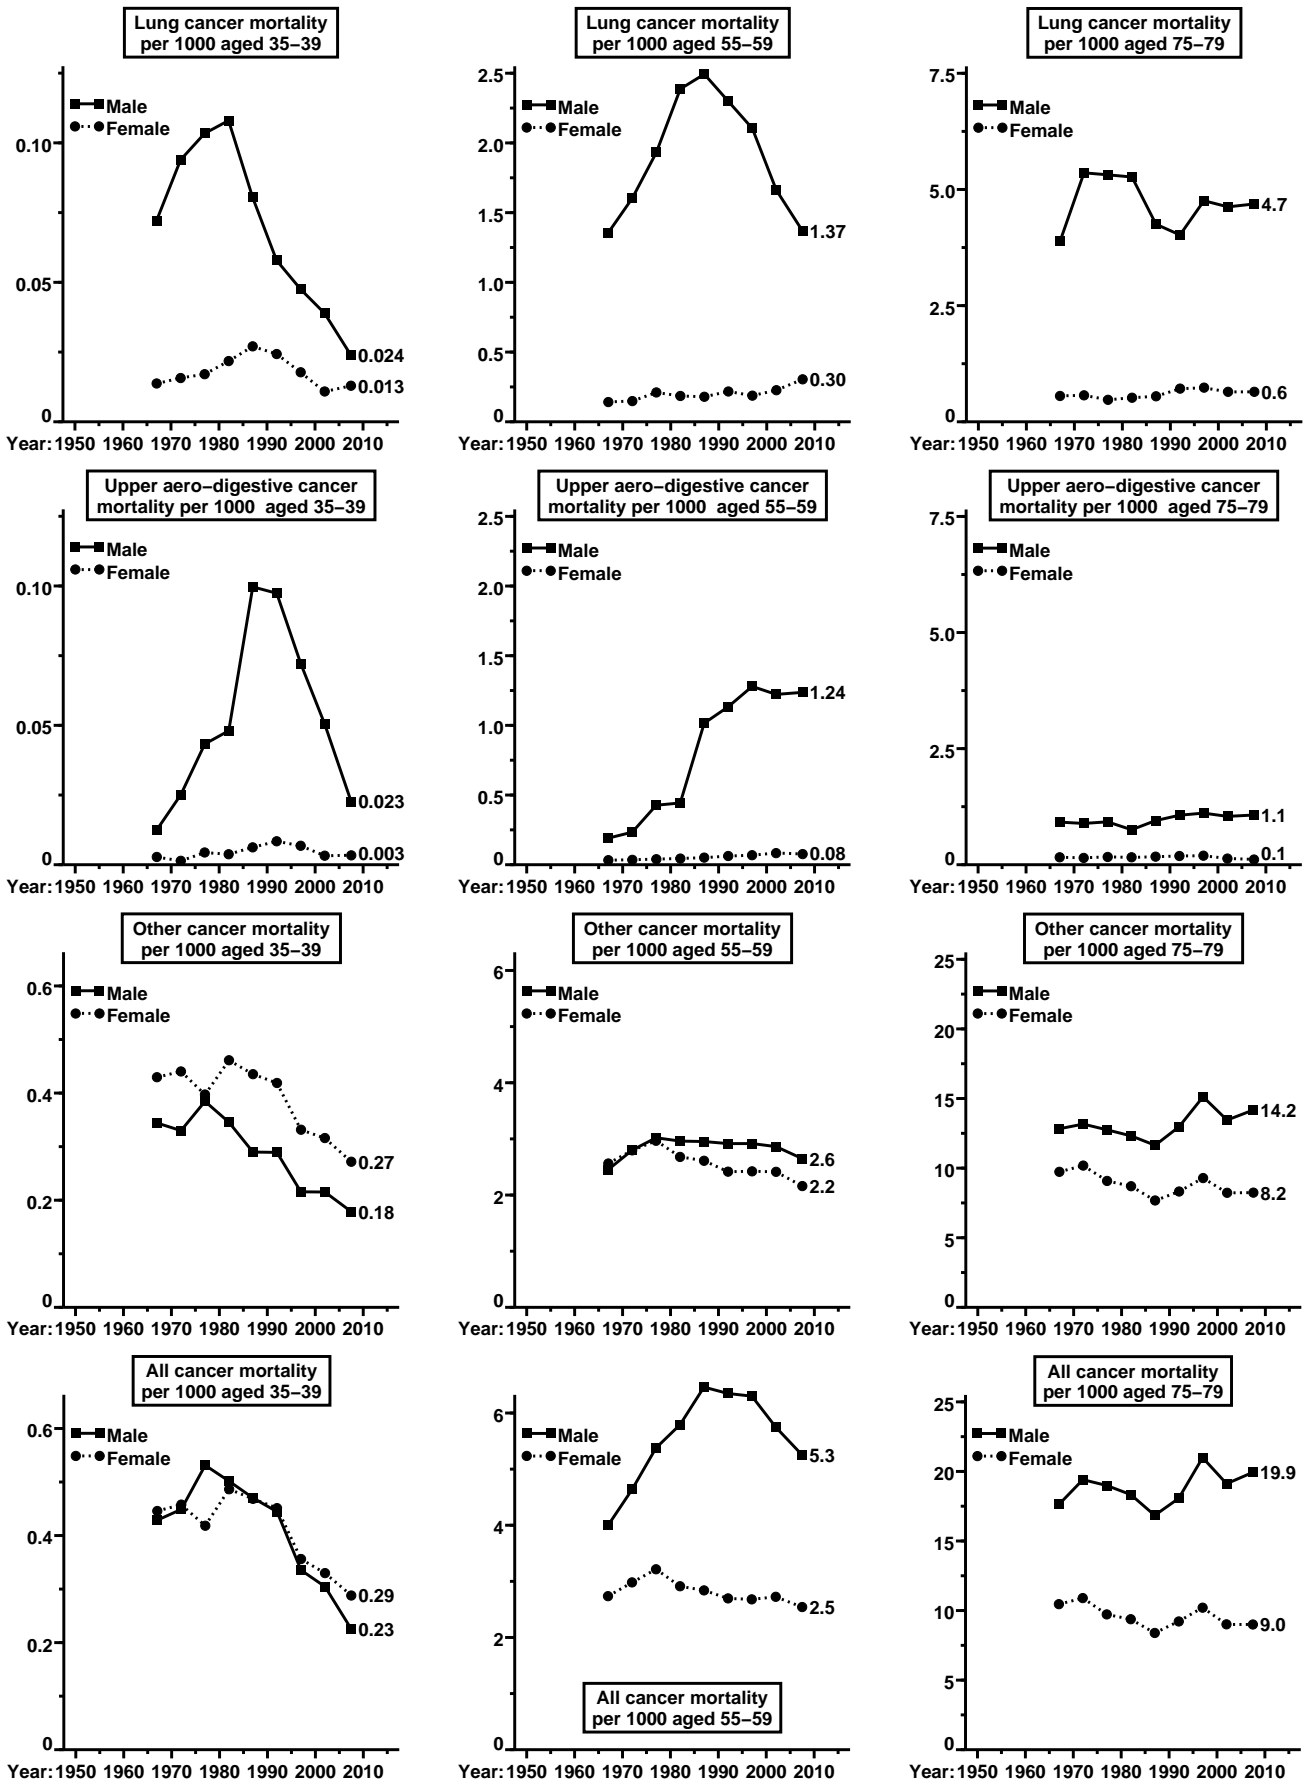 Lung cancer mortality
per 1000 aged 35–39
Male
Female
0.10
0.05
0
0.024
0.013
Year: 1950 1960 1970 1980 1990 2000 2010
Lung cancer mortality
per 1000 aged 55–59
2.5
Male
Female
2.0
1.5
1.0
0.5
0
1.37
0.30
1950 1960 1970 1980 1990 2000 2010
Lung cancer mortality
per 1000 aged 75–79
7.5
Male
Female
5.0
2.5
0
4.7
0.6
Year: 1950 1960 1970 1980 1990 2000 2010
Upper aero–digestive cancer
mortality per 1000 aged 35–39
Male
Female
0.10
0.05
0
0.023
0.003
Year: 1950 1960 1970 1980 1990 2000 2010
Upper aero–digestive cancer
mortality per 1000 aged 55–59
2.5
Male
Female
2.0
1.5
1.0
0.5
0
1.24
0.08
Year: 1950 1960 1970 1980 1990 2000 2010
Upper aero–digestive cancer
mortality per 1000 aged 75–79
7.5
Male
Female
5.0
2.5
0
1.1
0.1
Year: 1950 1960 1970 1980 1990 2000 2010
Other cancer mortality
per 1000 aged 35–39
0.6
Male
Female
0.4
0.2
0
0.27
0.18
Year: 1950 1960 1970 1980 1990 2000 2010
Other cancer mortality
per 1000 aged 55–59
6
Male
Female
4
2
0
2.6
2.2
Year: 1950 1960 1970 1980 1990 2000 2010
Other cancer mortality
per 1000 aged 75–79
25
Male
Female
20
15
10
5
0
14.2
8.2
Year: 1950 1960 1970 1980 1990 2000 2010
All cancer mortality
per 1000 aged 35–39
0.6
Male
Female
0.4
0.2
0
0.29
0.23
Year: 1950 1960 1970 1980 1990 2000 2010
6
Male
Female
4
2
0
5.3
2.5
All cancer mortality
per 1000 aged 55–59
Year: 1950 1960 1970 1980 1990 2000 2010
All cancer mortality
per 1000 aged 75–79
25
Male
Female
20
15
10
5
0
19.9
9.0
Year: 1950 1960 1970 1980 1990 2000 2010